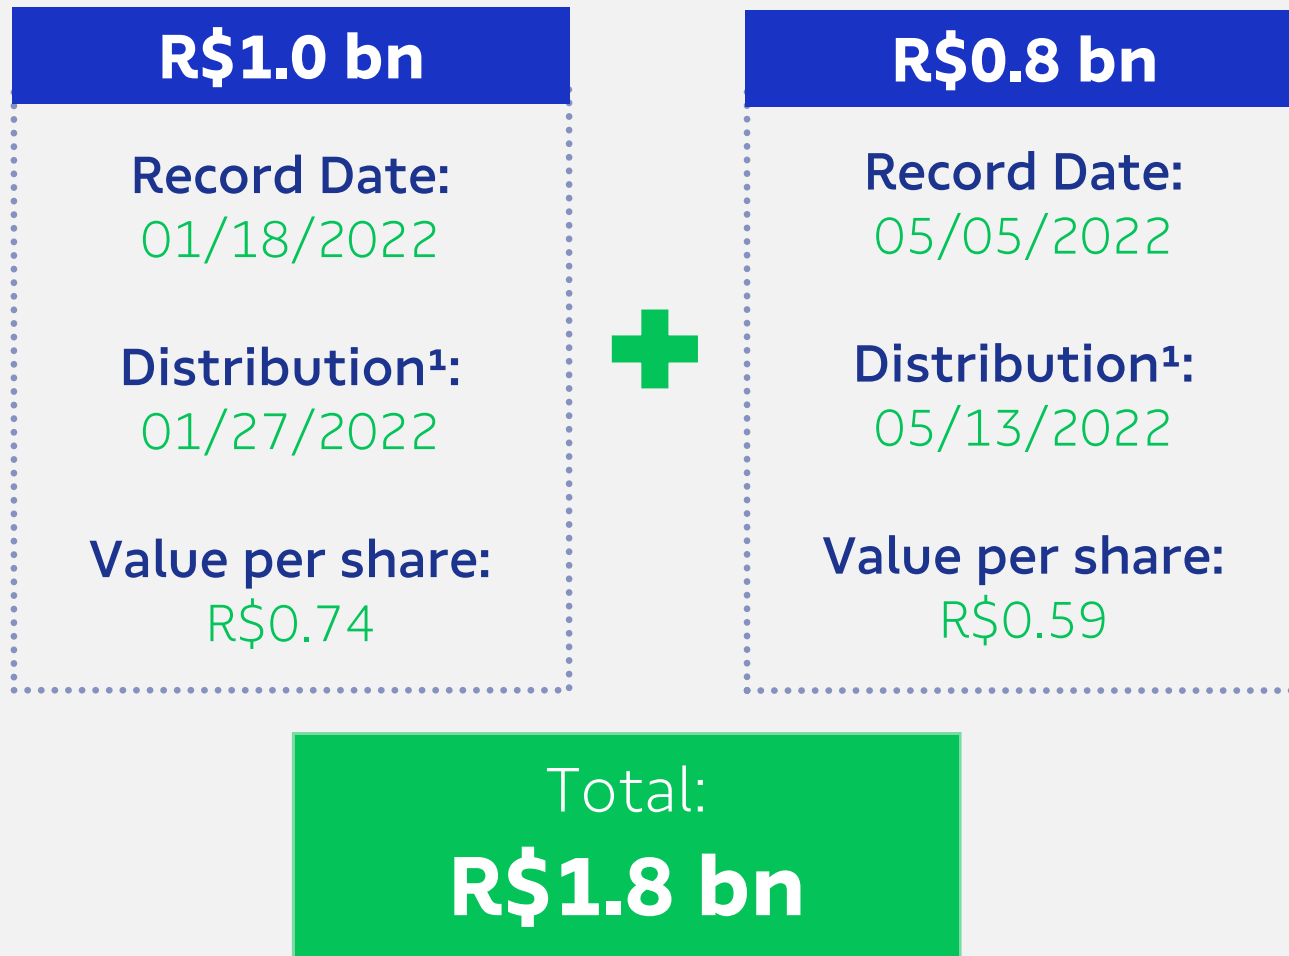 R$1.0 bn
Record Date:
01/18/2022
Distribution¹:
01/27/2022
Value per share:
R$0.74
R$0.8 bn
Record Date:
05/05/2022
Distribution¹:
05/13/2022
Value per share:
R$0.59
Total:
R$1.8 bn